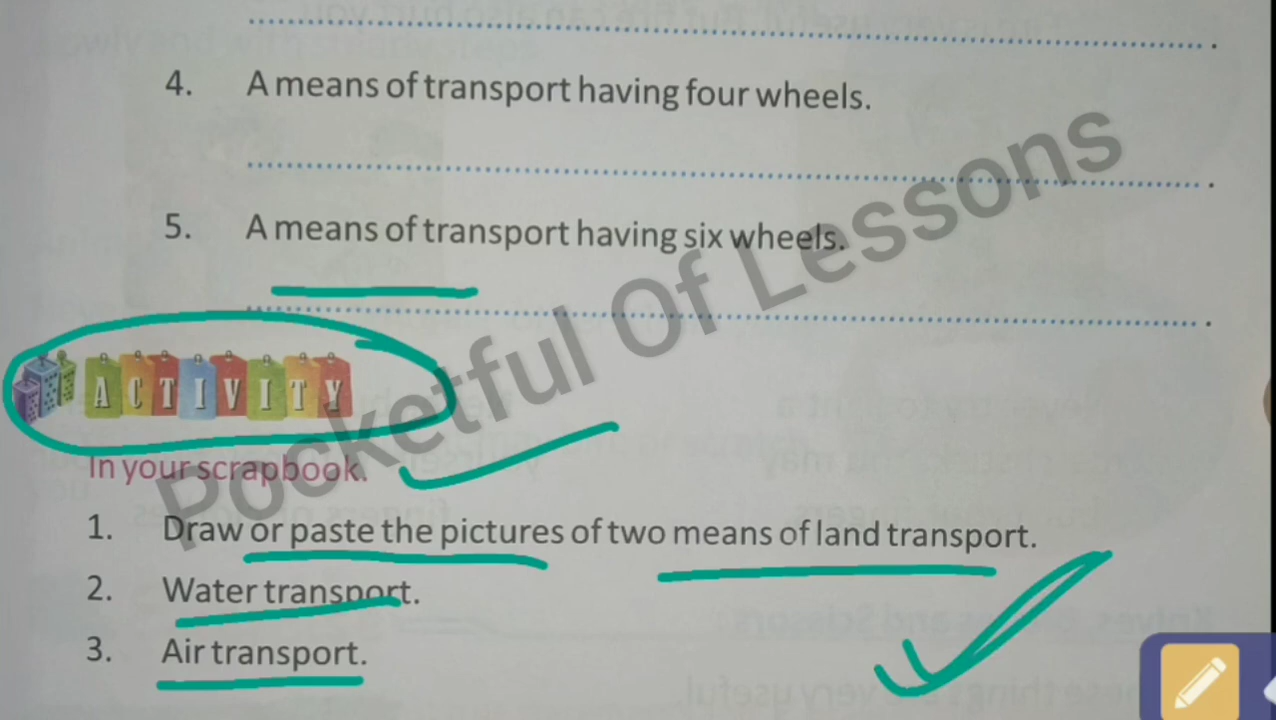 4. A means of transport having four wheels.
5. A means of transport having six wheels.
ACTIVITY
In your scrapbook.
1. Draw or paste the pictures of two means of land transport.
2. Water transport.
3. Air transport.
Pocketful Of Lessons